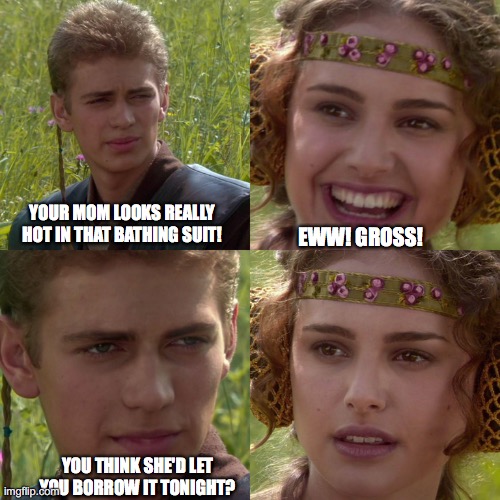 YOUR MOM LOOKS REALLY
HOT IN THAT BATHING SUIT!
EWW! GROSS!
YOU THINK SHE'D LET
YOU BORROW IT TONIGHT?
imgflip.com